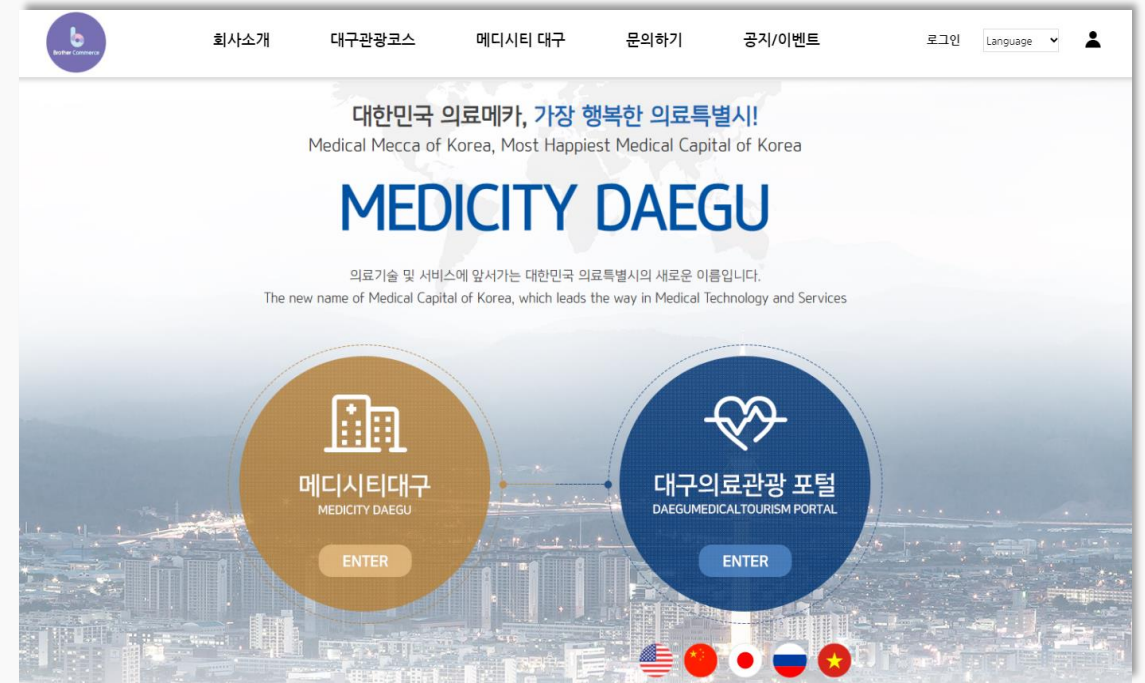 Brother Commerce
회사소개
대구관광코스
메디시티 대구
문의하기
공지/이벤트
로그인
Language
대한민국 의료메카, 가장 행복한 의료특별시!
Medical Mecca of Korea, Most Happiest Medical Capital of Korea
MEDICITY DAEGU
의료기술 및 서비스에 앞서가는 대한민국 의료특별시의 새로운 이름입니다.
The new name of Medical Capital of Korea, which leads the way in Medical Technology and Services
메디시티대구
MEDICITY DAEGU
ENTER
대구의료관광 포털
DAEGUMEDICALTOURISM PORTAL
ENTER